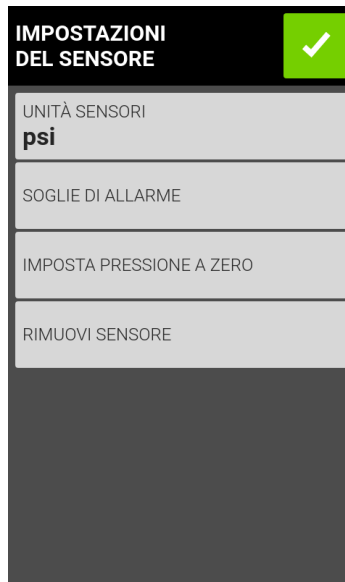 IMPOSTAZIONI
DEL SENSORE
UNITÀ SENSORI
psi
SOGLIE DI ALLARME
IMPOSTA PRESSIONE A ZERO
RIMUOVI SENSORE